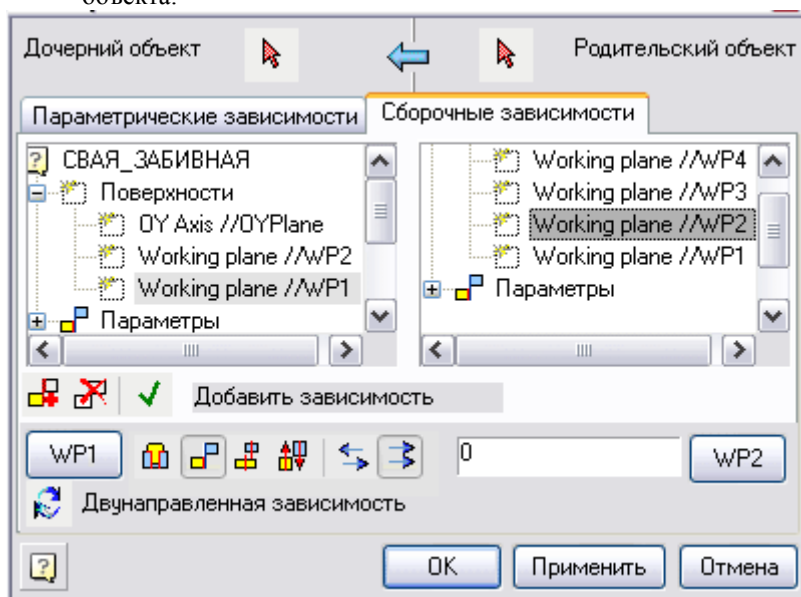 объекта.
Дочерний объект
Родительский объект
Параметрические зависимости
Сборочные зависимости
СВАЯ_ЗАБИВНАЯ
Поверхности
OY Axis //OYPlane
Working plane //WP2
Working plane //WP1
Параметры
Working plane //WP4
Working plane //WP3
Working plane //WP2
Working plane //WP1
Параметры
Добавить зависимость
WP1
0
WP2
Двунаправленная зависимость
OK
Применить
Отмена